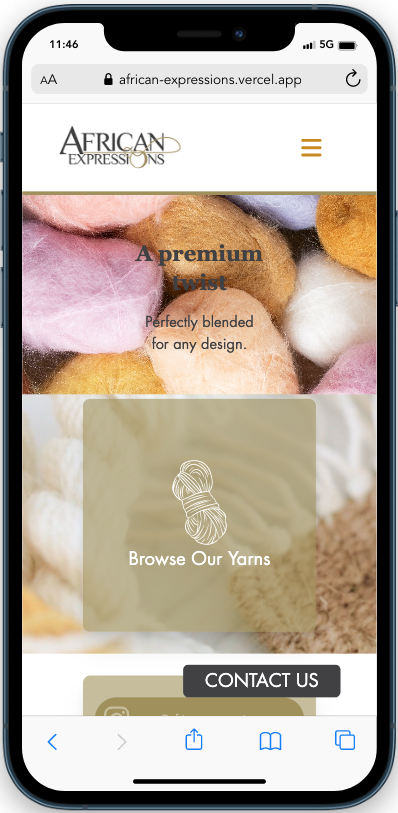 11:46
5G
AA
african-expressions.vercel.app
AFRICAN
EXPRESSIONS
A premium
twist
Perfectly blended
for any design.
Browse Our Yarns
CONTACT US